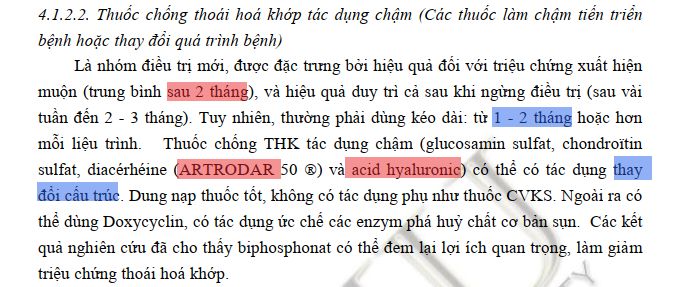 4.1.2.2. Thuốc chống thoái hoá khớp tác dụng chậm (Các thuốc làm chậm tiến triển
bệnh hoặc thay đổi quá trình bệnh)
Là nhóm điều trị mới, được đặc trưng bởi hiệu quả đối với triệu chứng xuất hiện
muộn (trung bình sau 2 tháng), và hiệu quả duy trì cả sau khi ngừng điều trị (sau vài
tuần đến 2 - 3 tháng). Tuy nhiên, thường phải dùng kéo dài: từ 1 - 2 tháng hoặc hơn
mỗi liệu trình. Thuốc chống THK tác dụng chậm (glucosamin sulfat, chondroïtin
sulfat, diacérhéine (ARTRODAR 50 ®) và acid hyaluronic) có thể có tác dụng thay
đổi cấu trúc. Dung nạp thuốc tốt, không có tác dụng phụ như thuốc CVKS. Ngoài ra có
thể dùng Doxycyclin, có tác dụng ức chế các enzym phá huỷ chất cơ bản sụn. Các kết
quả nghiên cứu đã cho thấy biphosphonat có thể đem lại lợi ích quan trọng, làm giảm
triệu chứng thoái hoá khớp.